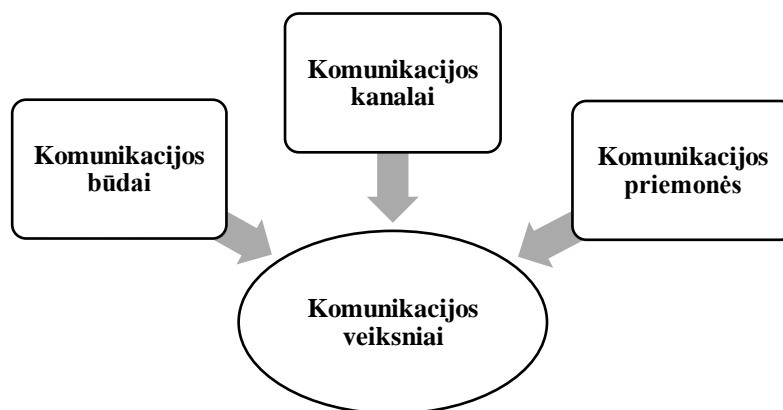 Komunikacijos
kanalai
Komunikacijos
būdai
Komunikacijos
priemonės
Komunikacijos
veiksniai